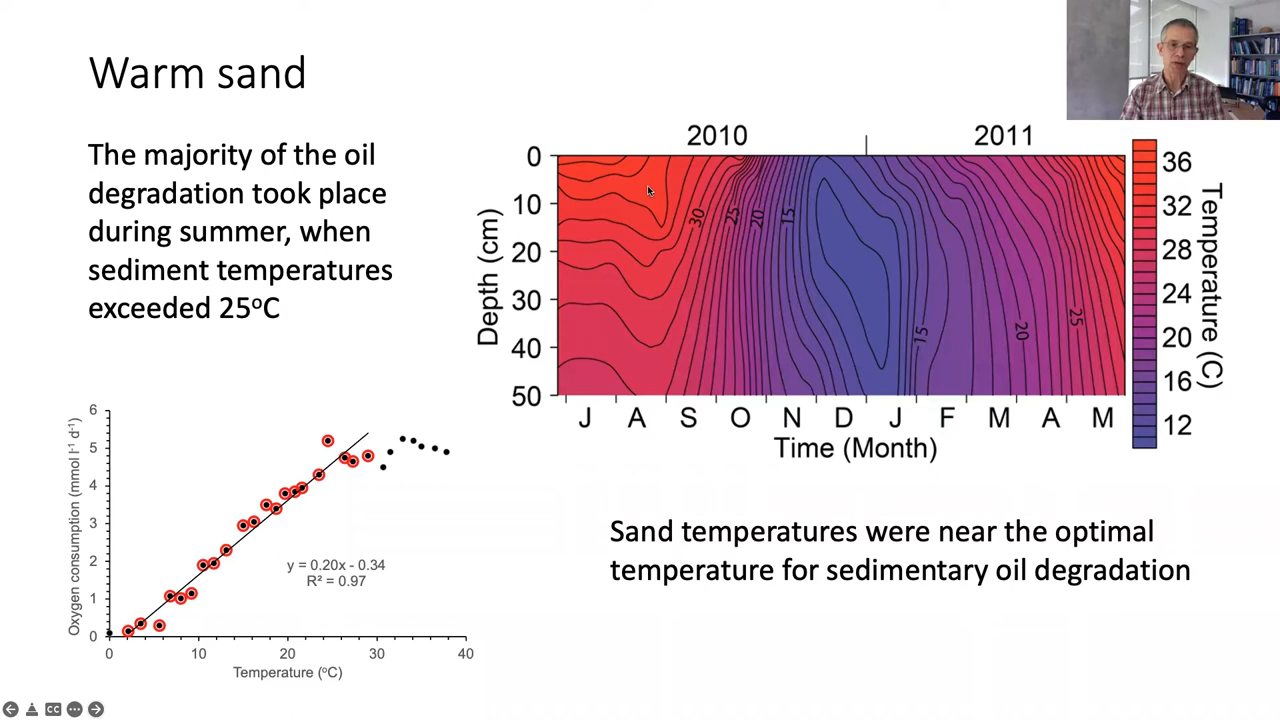 Warm sand
The majority of the oil
degradation took place
during summer, when
sediment temperatures
exceeded 25°C
2010
2011
0
10
20
30
40
50
Depth (cm)
30
25
20
15
15
20
25
J A S O N D J F M A M
Time (Month)
36
32
28
24
20
16
12
Temperature (C)
6
5
4
3
2
1
0
Oxygen consumption (mmol l⁻¹ d⁻¹)
y = 0.20x - 0.34
R² = 0.97
0 10 20 30 40
Temperature (°C)
Sand temperatures were near the optimal
temperature for sedimentary oil degradation
CC